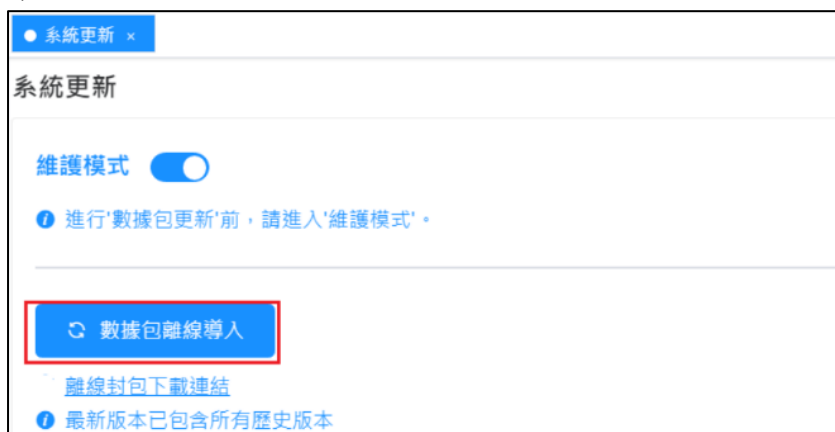 系統更新 ×
系統更新
維護模式
進行'數據包更新'前，請進入'維護模式'。
數據包離線導入
離線封包下載連結
最新版本已包含所有歷史版本